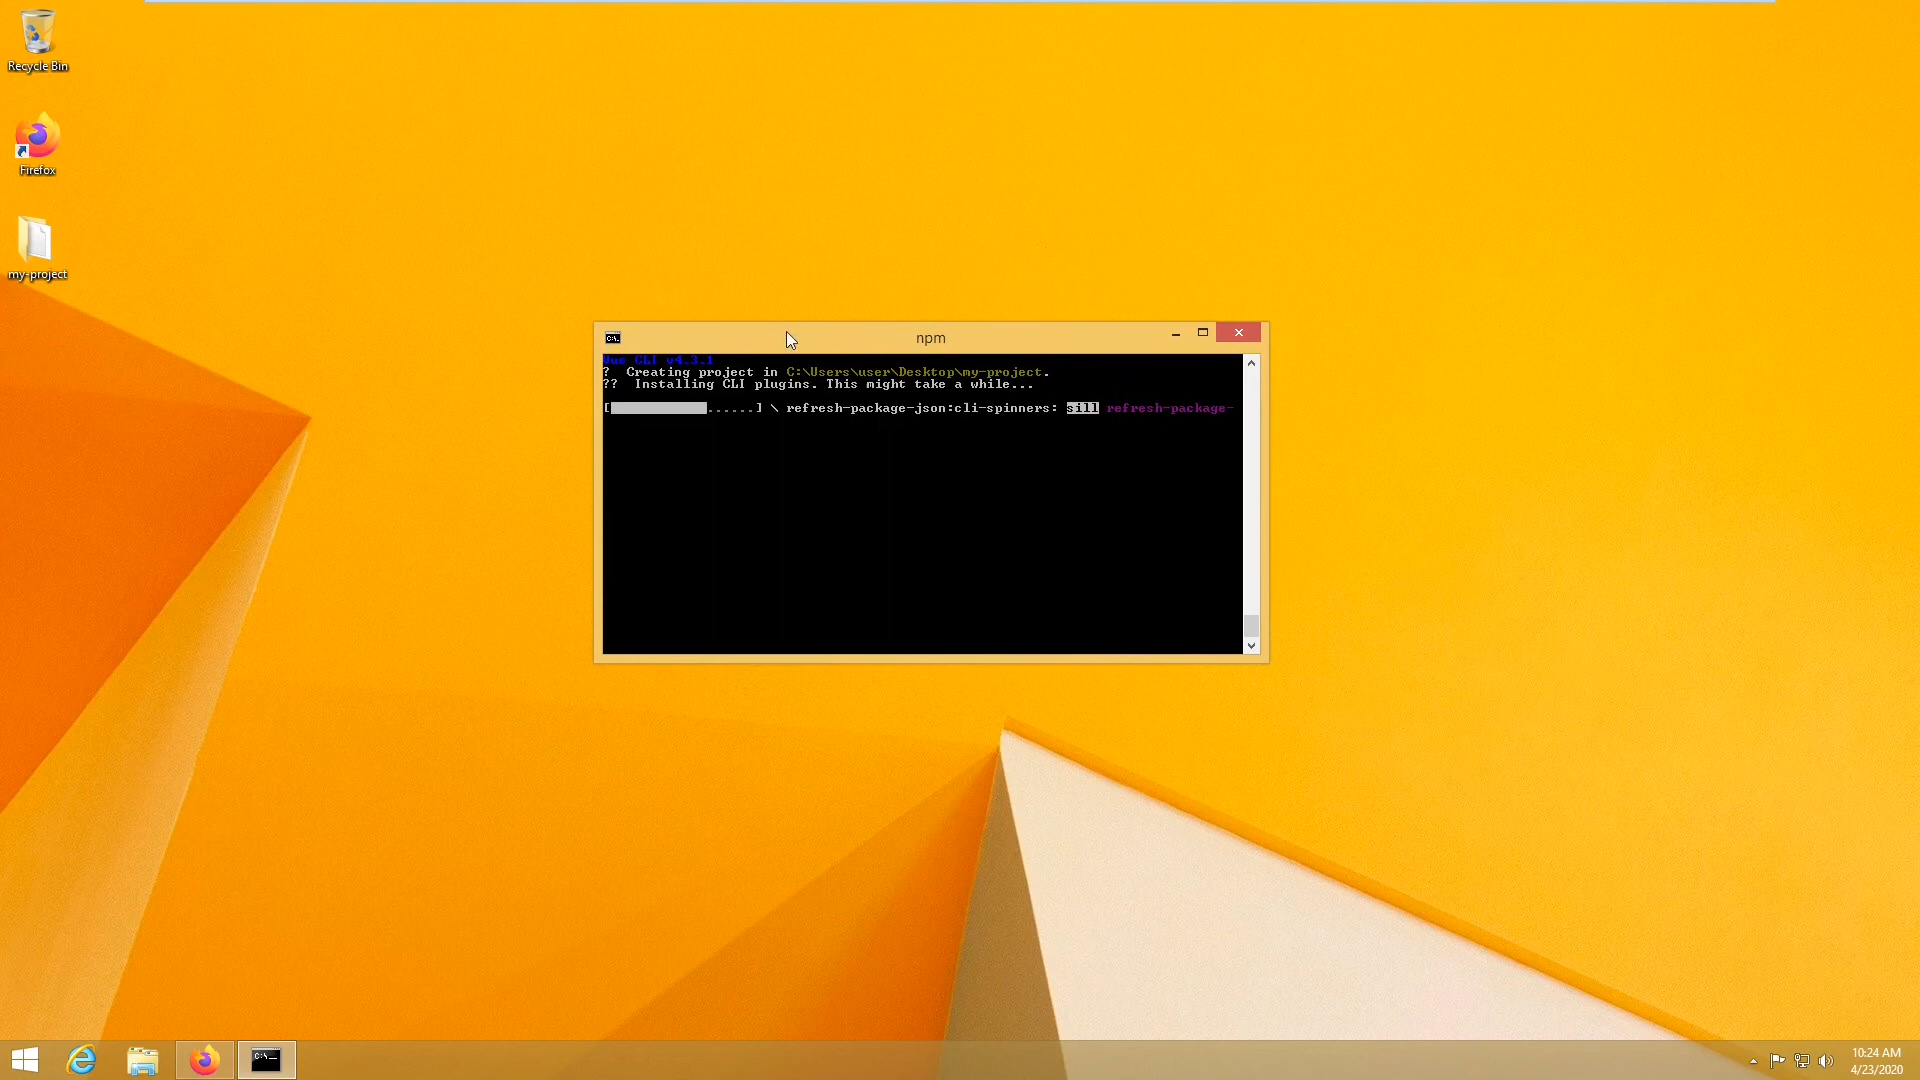 Recycle Bin
Firefox
my-project
npm
Vue CLI v4.3.1
?  Creating project in C:\Users\user\Desktop\my-project.
??  Installing CLI plugins. This might take a while...
[ ......] \ refresh-package-json:cli-spinners: sill refresh-package-
10:24 AM
4/23/2020